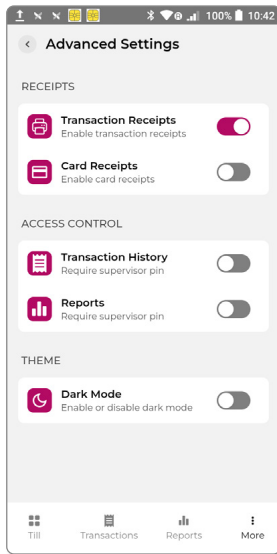 100% 10:42
Advanced Settings
RECEIPTS
Transaction Receipts
Enable transaction receipts
Card Receipts
Enable card receipts
ACCESS CONTROL
Transaction History
Require supervisor pin
Reports
Require supervisor pin
THEME
Dark Mode
Enable or disable dark mode
Till Transactions Reports More